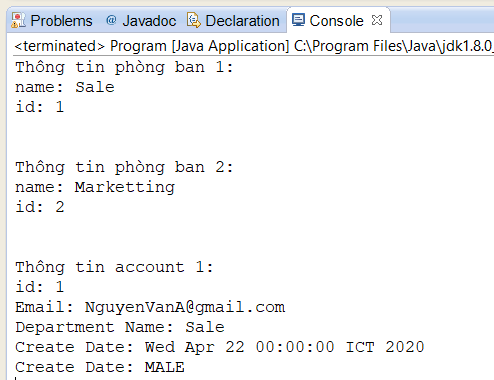 Problems @ Javadoc Declaration Console
<terminated> Program [Java Application] C:\Program Files\Java\jdk1.8.0_
Thông tin phòng ban 1:
name: Sale
id: 1
Thông tin phòng ban 2:
name: Marketting
id: 2
Thông tin account 1:
id: 1
Email: NguyenVanA@gmail.com
Department Name: Sale
Create Date: Wed Apr 22 00:00:00 ICT 2020
Create Date: MALE